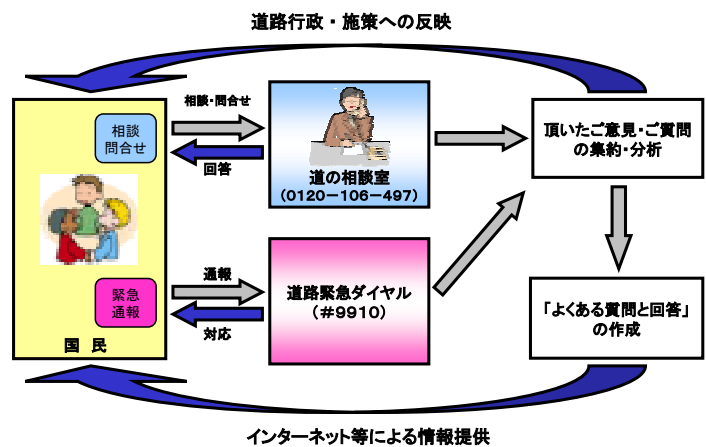 道路行政・施策への反映
相談・問合せ
相談
問合せ
回答
道の相談室
(0120－106－497)
頂いたご意見・ご質問
の集約・分析
緊急
通報
通報
対応
道路緊急ダイヤル
(＃9910)
「よくある質問と回答」
の作成
国 民
インターネット等による情報提供